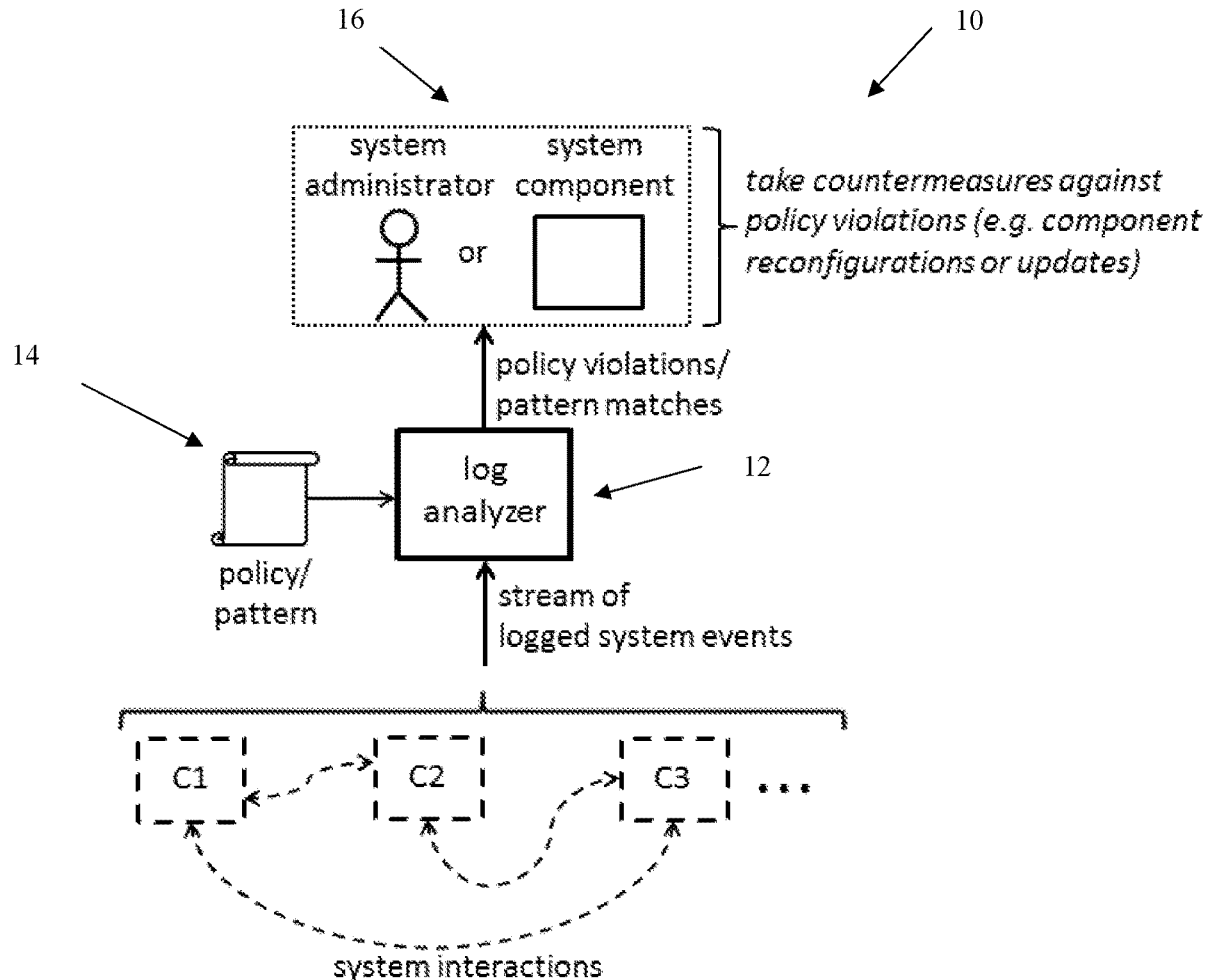 16
10
system
administrator
system
component
or
take countermeasures against
policy violations (e.g. component
reconfigurations or updates)
14
policy violations/
pattern matches
log
analyzer
12
policy/
pattern
stream of
logged system events
C1
C2
C3
...
system interactions